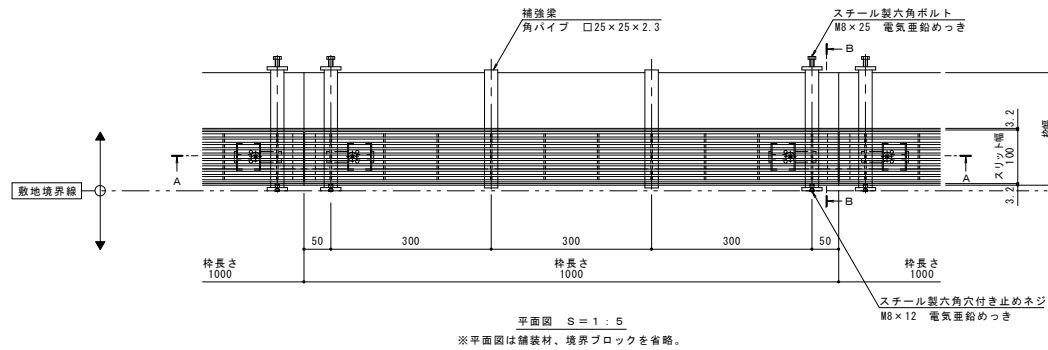 補強梁
角パイプ □25×25×2.3
スチール製六角ボルト
M8×25 電気亜鉛めっき
B
3.2
スリット幅
100
枠幅
3.2
A
A
敷地境界線
B
50
300
300
300
50
枠長さ
1000
枠長さ
1000
枠長さ
1000
スチール製六角穴付き止めネジ
M8×12 電気亜鉛めっき
平面図 S=1:5
※平面図は舗装材、境界ブロックを省略。